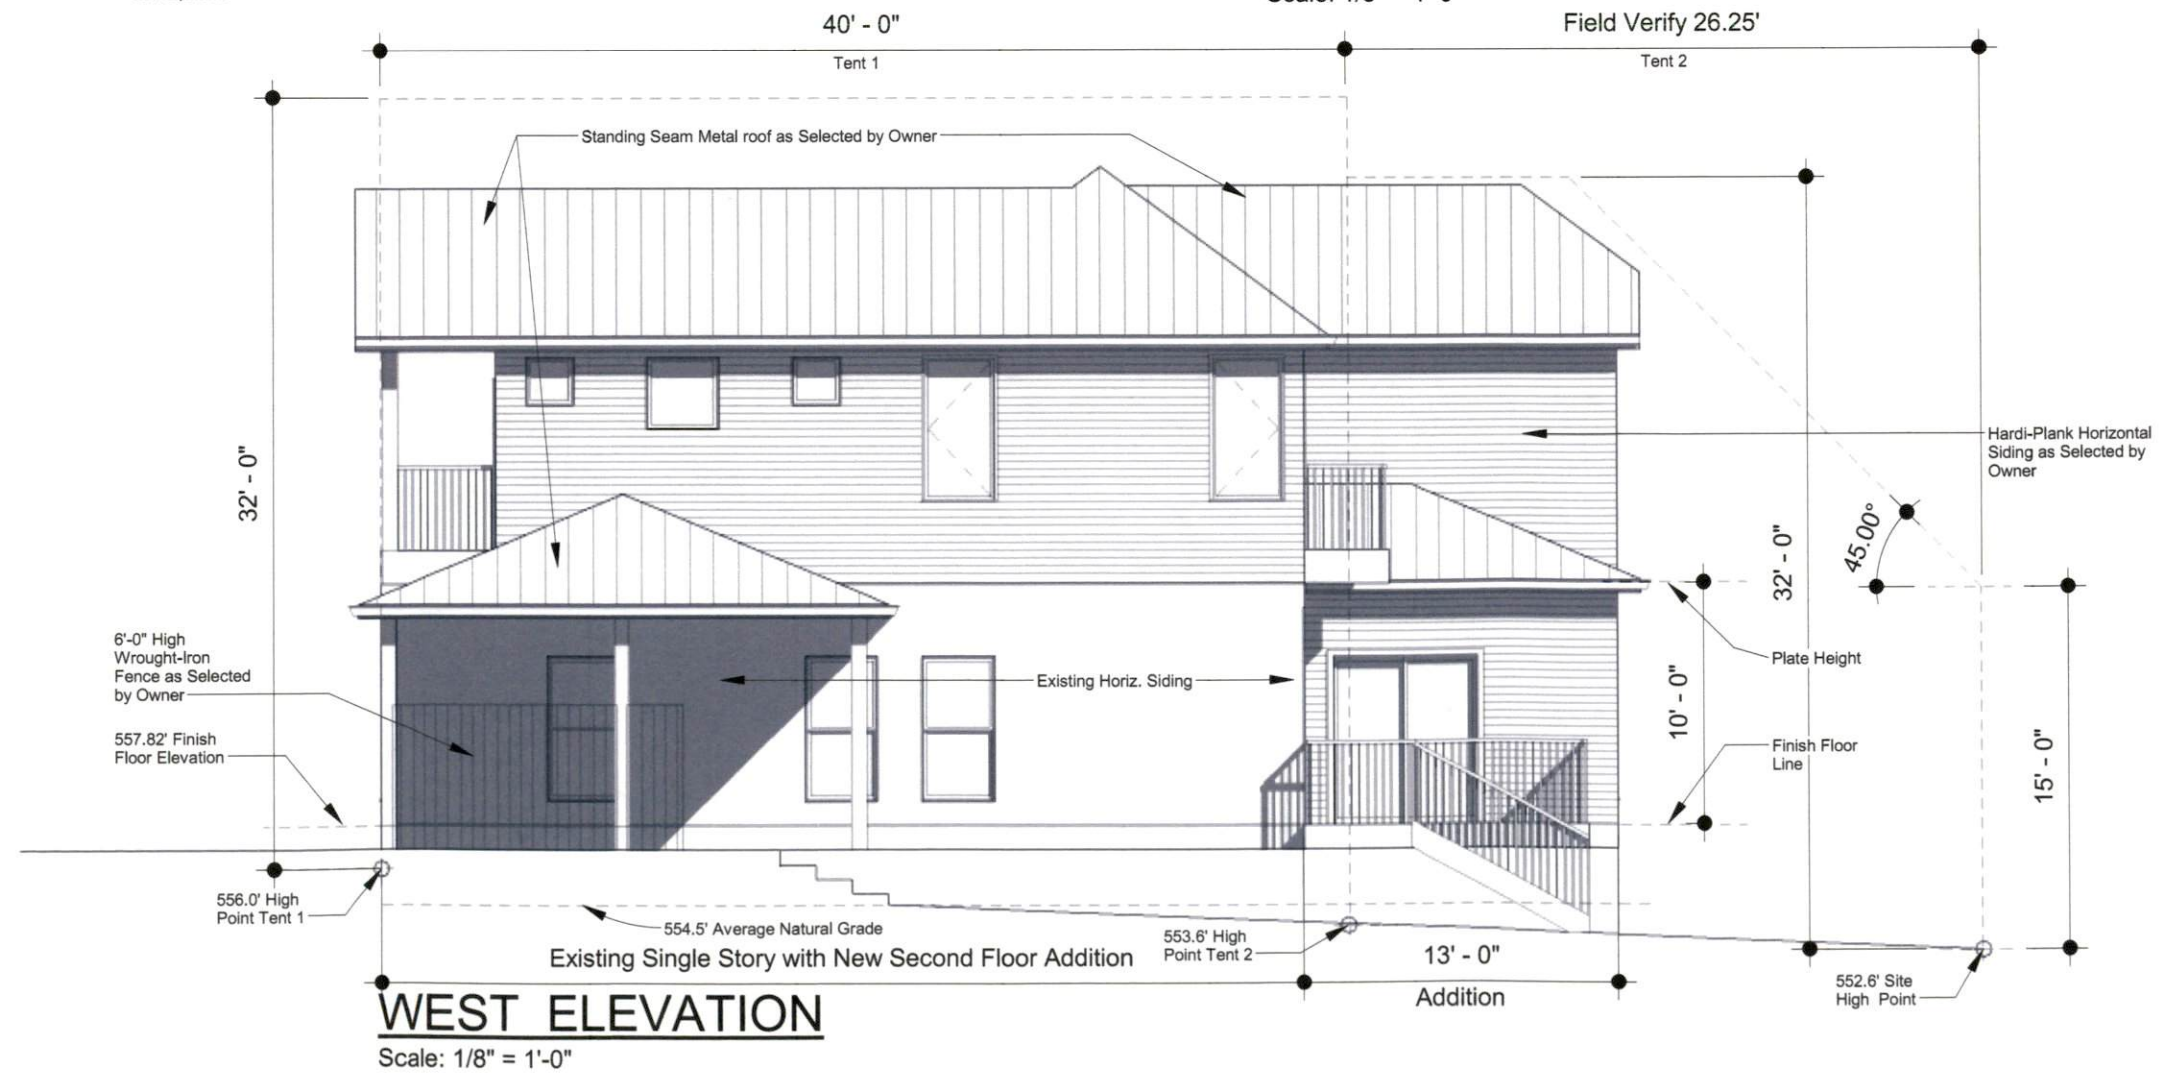 40' - 0"
Field Verify 26.25'
Tent 1
Tent 2
Standing Seam Metal roof as Selected by Owner
32' - 0"
Hardi-Plank Horizontal
Siding as Selected by
Owner
45.00°
32' - 0"
6'-0" High
Wrought-Iron
Fence as Selected
by Owner
Existing Horiz. Siding
Plate Height
10' - 0"
557.82' Finish
Floor Elevation
Finish Floor
Line
15' - 0"
556.0' High
Point Tent 1
554.5' Average Natural Grade
553.6' High
Point Tent 2
Existing Single Story with New Second Floor Addition
13' - 0"
Addition
552.6' Site
High Point
WEST ELEVATION
Scale: 1/8" = 1'-0"